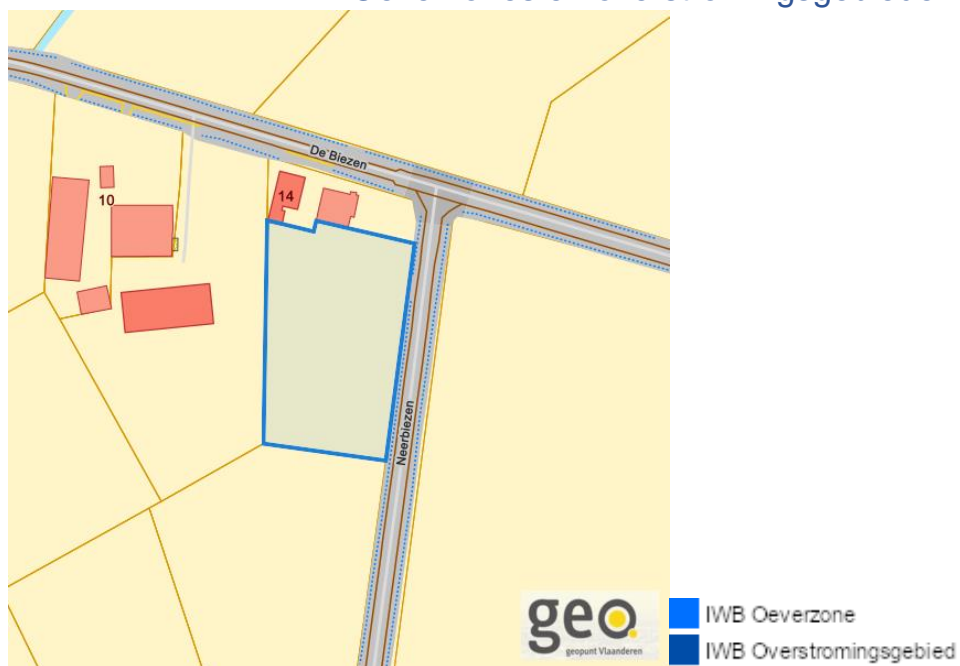 De Biezen
14
10
Neerbiezen
geo.
geopunt Vlaanderen
IWB Oeverzone
IWB Overstromingsgebied